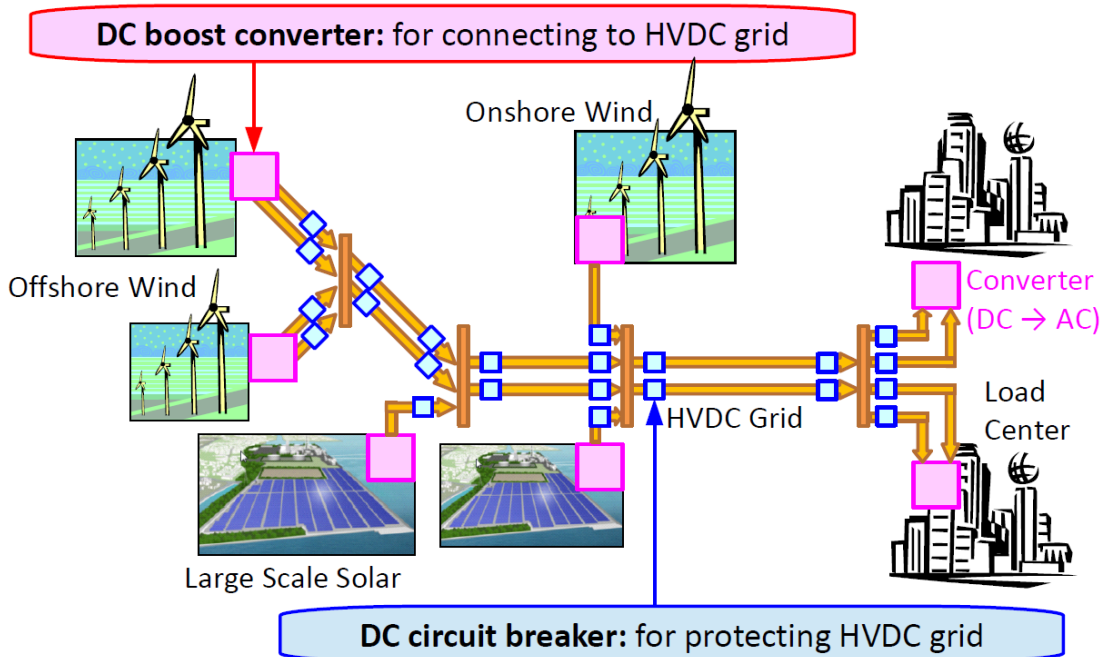 DC boost converter: for connecting to HVDC grid
Onshore Wind
Offshore Wind
Converter
(DC → AC)
HVDC Grid
Load
Center
Large Scale Solar
DC circuit breaker: for protecting HVDC grid